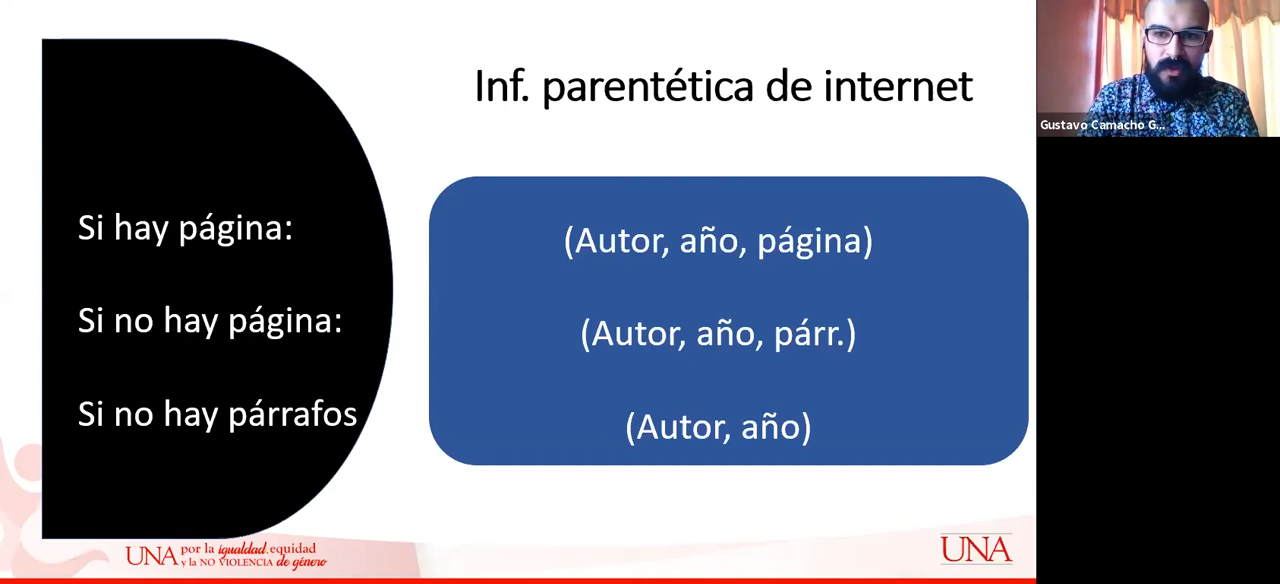 Inf. parentética de internet
Si hay página:
(Autor, año, página)
Si no hay página:
(Autor, año, párr.)
Si no hay párrafos
(Autor, año)
UNA por la igualdad, equidad
y la NO VIOLENCIA de género
UNA
Gustavo Camacho G...